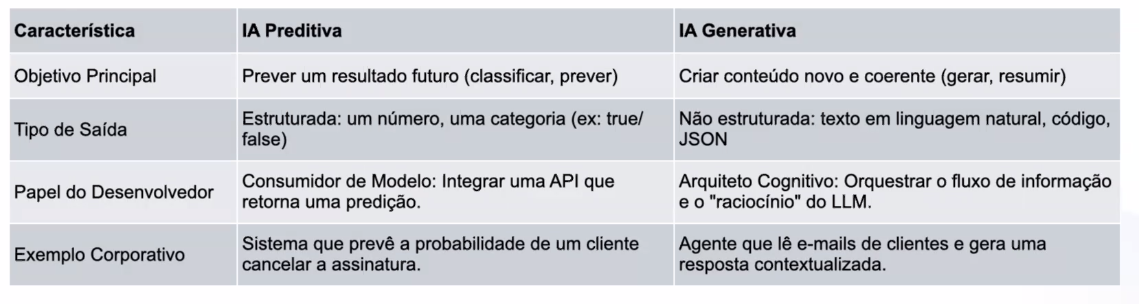 Característica IA Preditiva IA Generativa
Objetivo Principal Prever um resultado futuro (classificar, prever) Criar conteúdo novo e coerente (gerar, resumir)
Tipo de Saída
Estruturada: um número, uma categoria (ex: true/
false)
Não estruturada: texto em linguagem natural, código,
JSON
Papel do Desenvolvedor
Consumidor de Modelo: Integrar uma API que
retorna uma predição.
Arquiteto Cognitivo: Orquestrar o fluxo de informação
e o "raciocínio" do LLM.
Exemplo Corporativo
Sistema que prevê a probabilidade de um cliente
cancelar a assinatura.
Agente que lê e-mails de clientes e gera uma
resposta contextualizada.